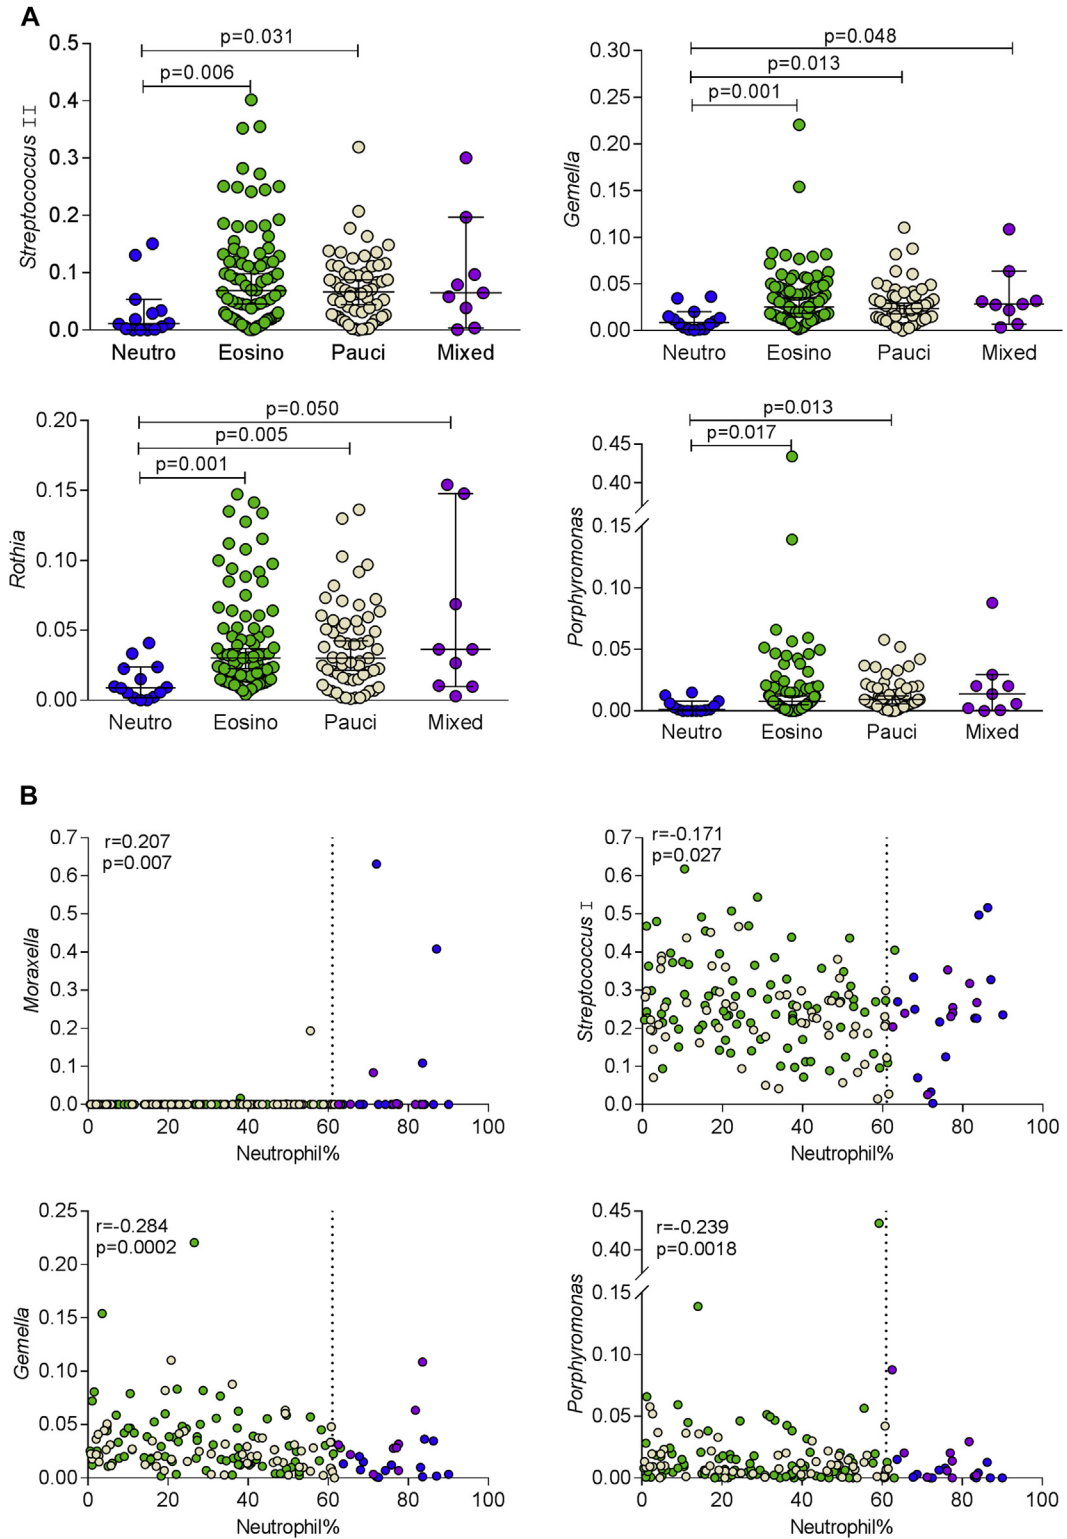 A
p=0.031
p=0.006
0.5
0.4
0.3
0.2
0.1
0.0
Streptococcus II
Neutro Eosino Pauci Mixed
p=0.048
p=0.013
p=0.001
0.30
0.25
0.20
0.15
0.10
0.05
0.00
Gemella
Neutro Eosino Pauci Mixed
p=0.050
p=0.005
p=0.001
0.20
0.15
0.10
0.05
0.00
Rothia
Neutro Eosino Pauci Mixed
p=0.013
p=0.017
0.45
0.40
0.15
0.10
0.05
0.00
Porphyromonas
Neutro Eosino Pauci Mixed
B
r=0.207
p=0.007
0.7
0.6
0.5
0.4
0.3
0.2
0.1
0.0
Moraxella
0 20 40 60 80 100
Neutrophil%
r=-0.171
p=0.027
0.7
0.6
0.5
0.4
0.3
0.2
0.1
0.0
Streptococcus I
0 20 40 60 80 100
Neutrophil%
r=-0.284
p=0.0002
0.25
0.20
0.15
0.10
0.05
0.00
Gemella
0 20 40 60 80 100
Neutrophil%
r=-0.239
p=0.0018
0.45
0.40
0.15
0.10
0.05
0.00
Porphyromonas
0 20 40 60 80 100
Neutrophil%